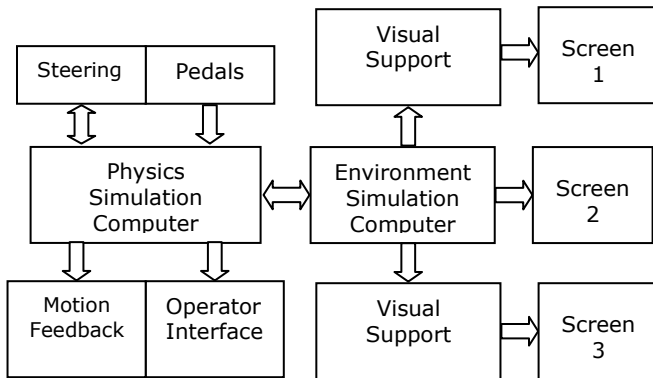 Steering
Pedals
Visual
Support
Screen
1
Physics
Simulation
Computer
Environment
Simulation
Computer
Screen
2
Motion
Feedback
Operator
Interface
Visual
Support
Screen
3